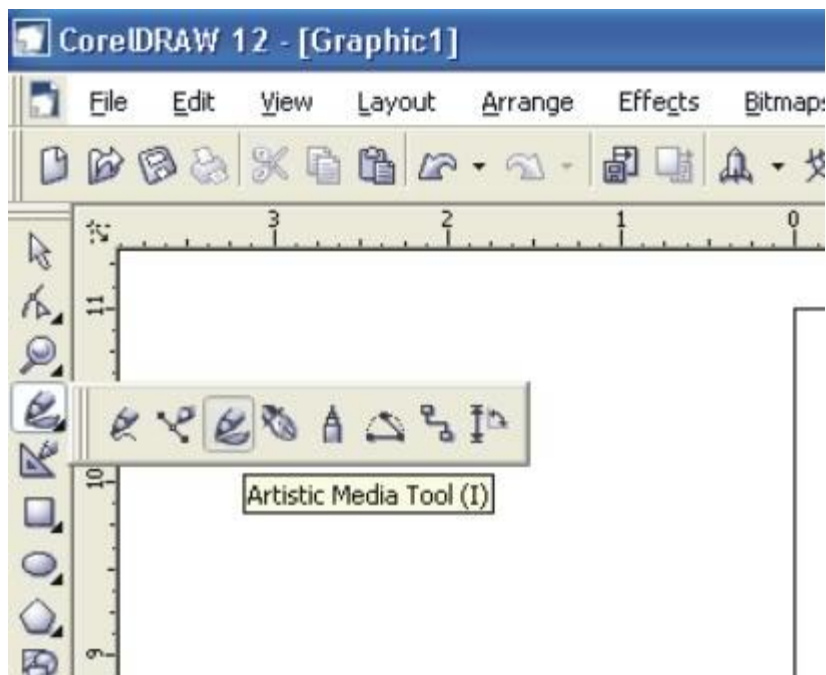 CorelDRAW 12 - [Graphic1]
File Edit View Layout Arrange Effects Bitmaps
3 2 1 0
11
Artistic Media Tool (I)
10
9